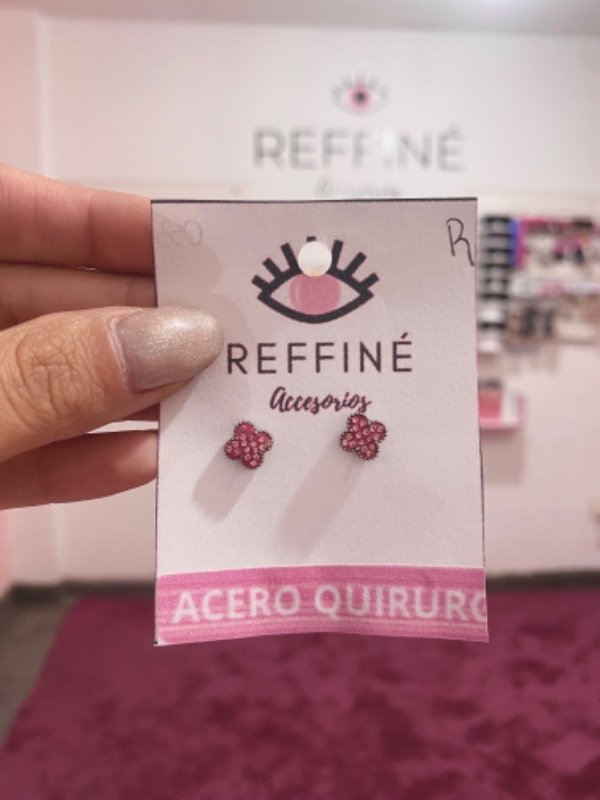 REFFINÉ
R
REFFINÉ
Accesorios
ACERO QUIRURG